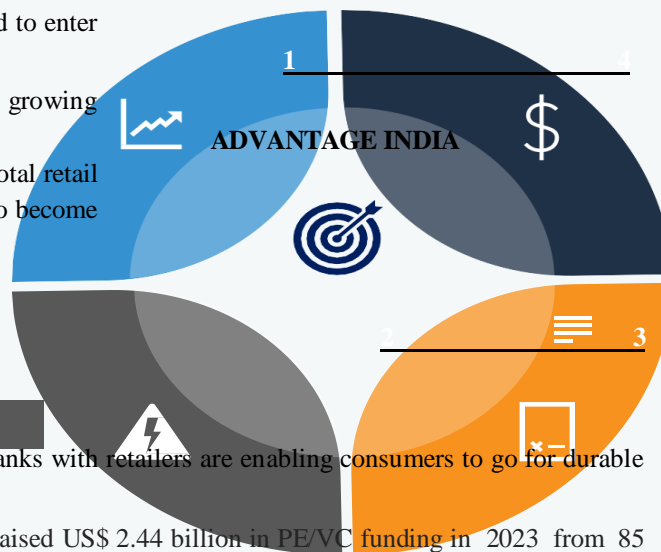 d to enter
1 4
growing
ADVANTAGE INDIA
otal retail
o become
2 3
anks with retailers are enabling consumers to go for durable
aised US$ 2.44 billion in PE/VC funding in 2023 from 85